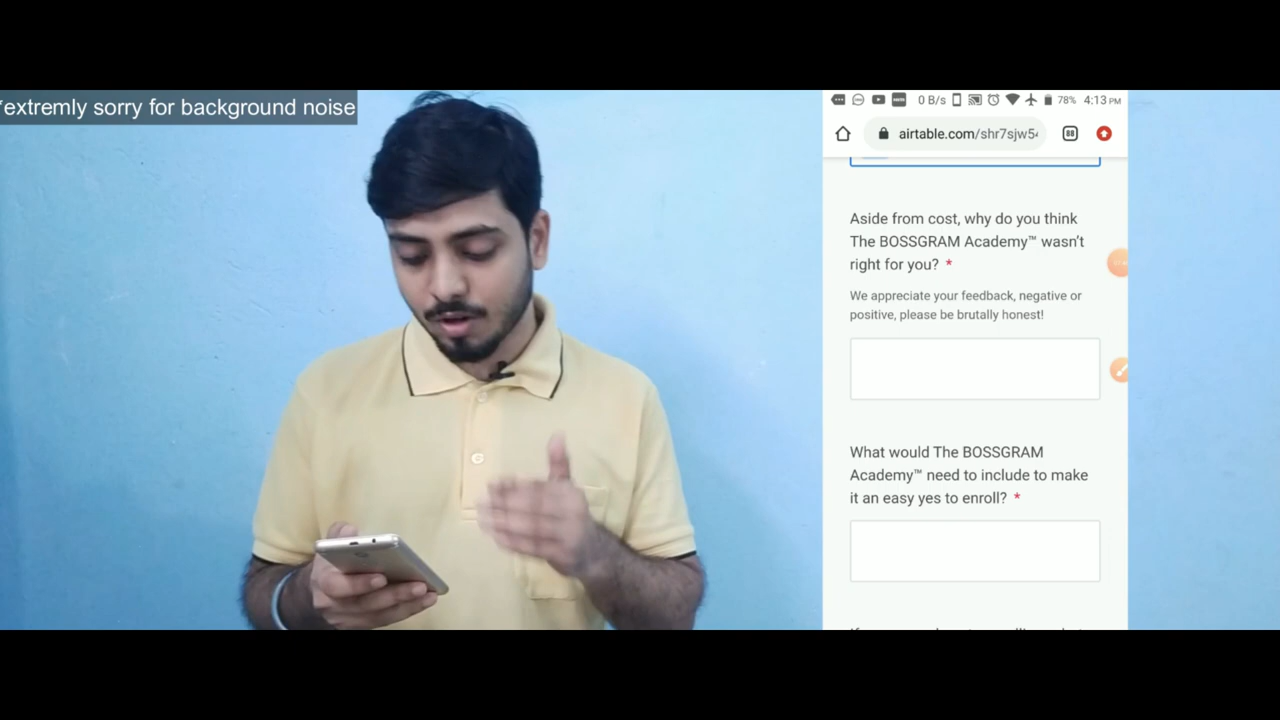 *extremly sorry for background noise
0 B/s 78% 4:13 PM
airtable.com/shr7sjw54
88
Aside from cost, why do you think
The BOSSGRAM Academy™ wasn't
right for you? *
We appreciate your feedback, negative or
positive, please be brutally honest!
What would The BOSSGRAM
Academy™ need to include to make
it an easy yes to enroll? *